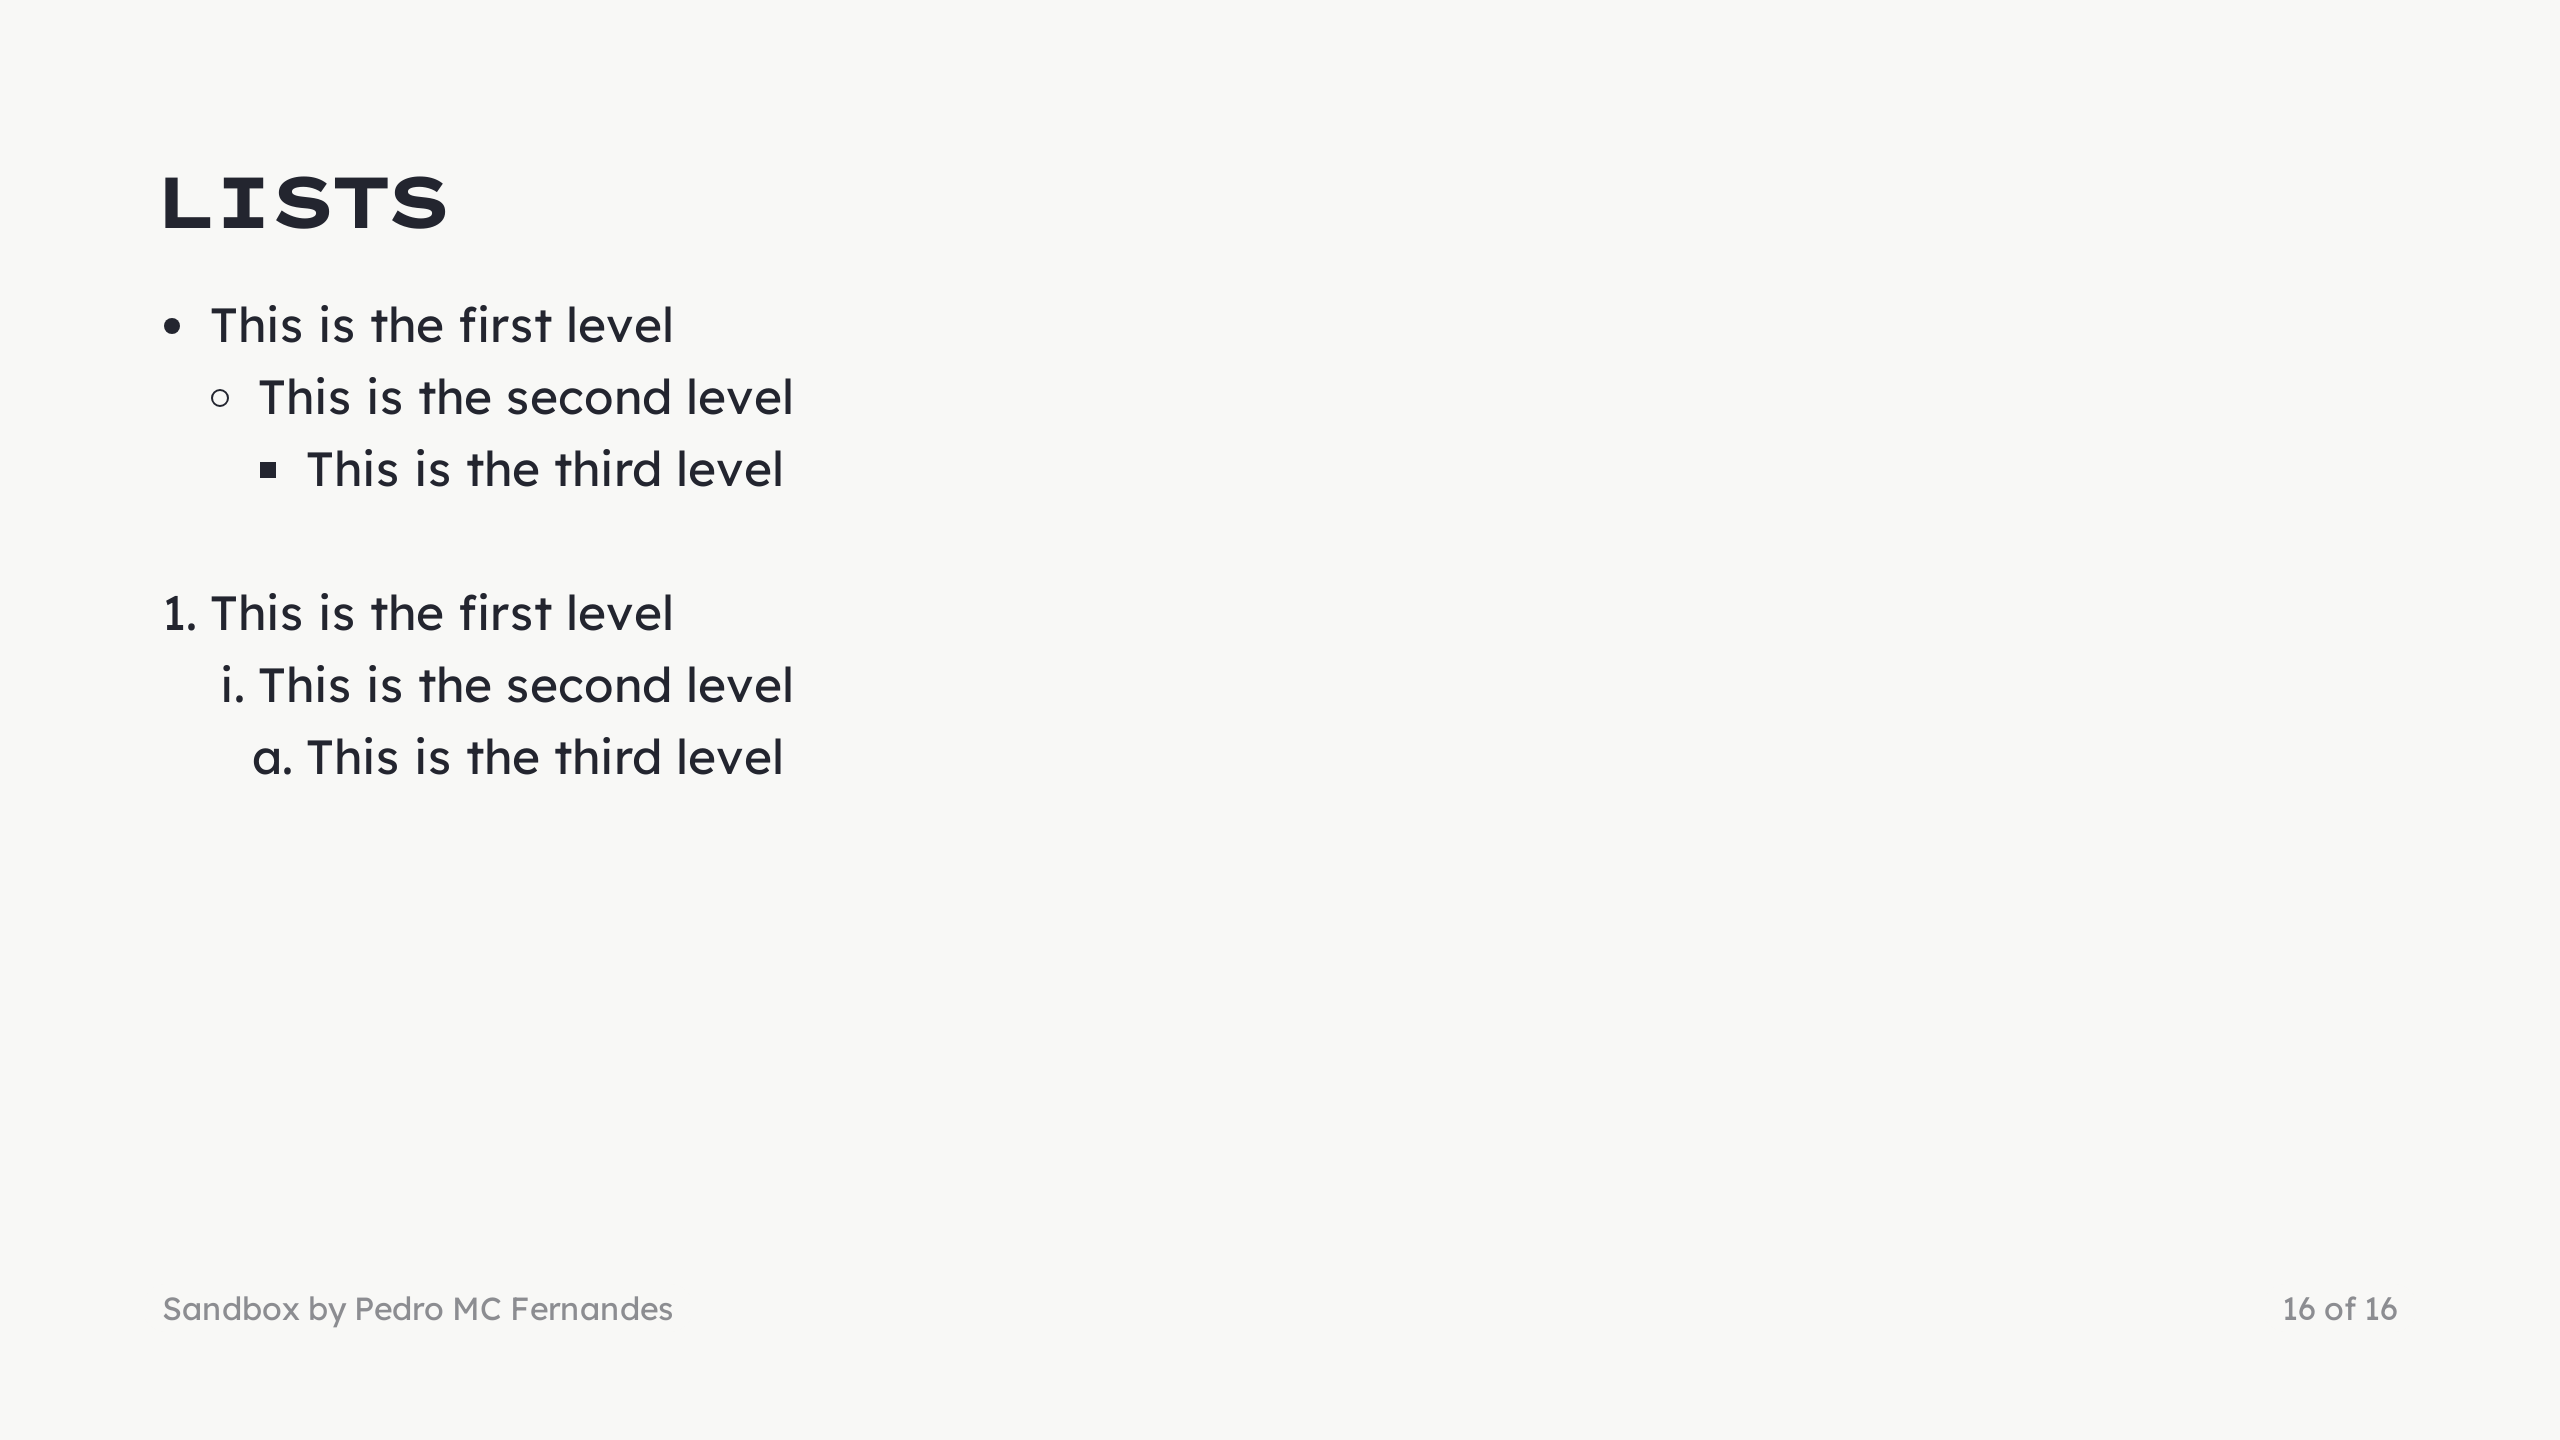 LISTS
• This is the first level
○ This is the second level
▪ This is the third level
1. This is the first level
i. This is the second level
a. This is the third level
Sandbox by Pedro MC Fernandes
16 of 16